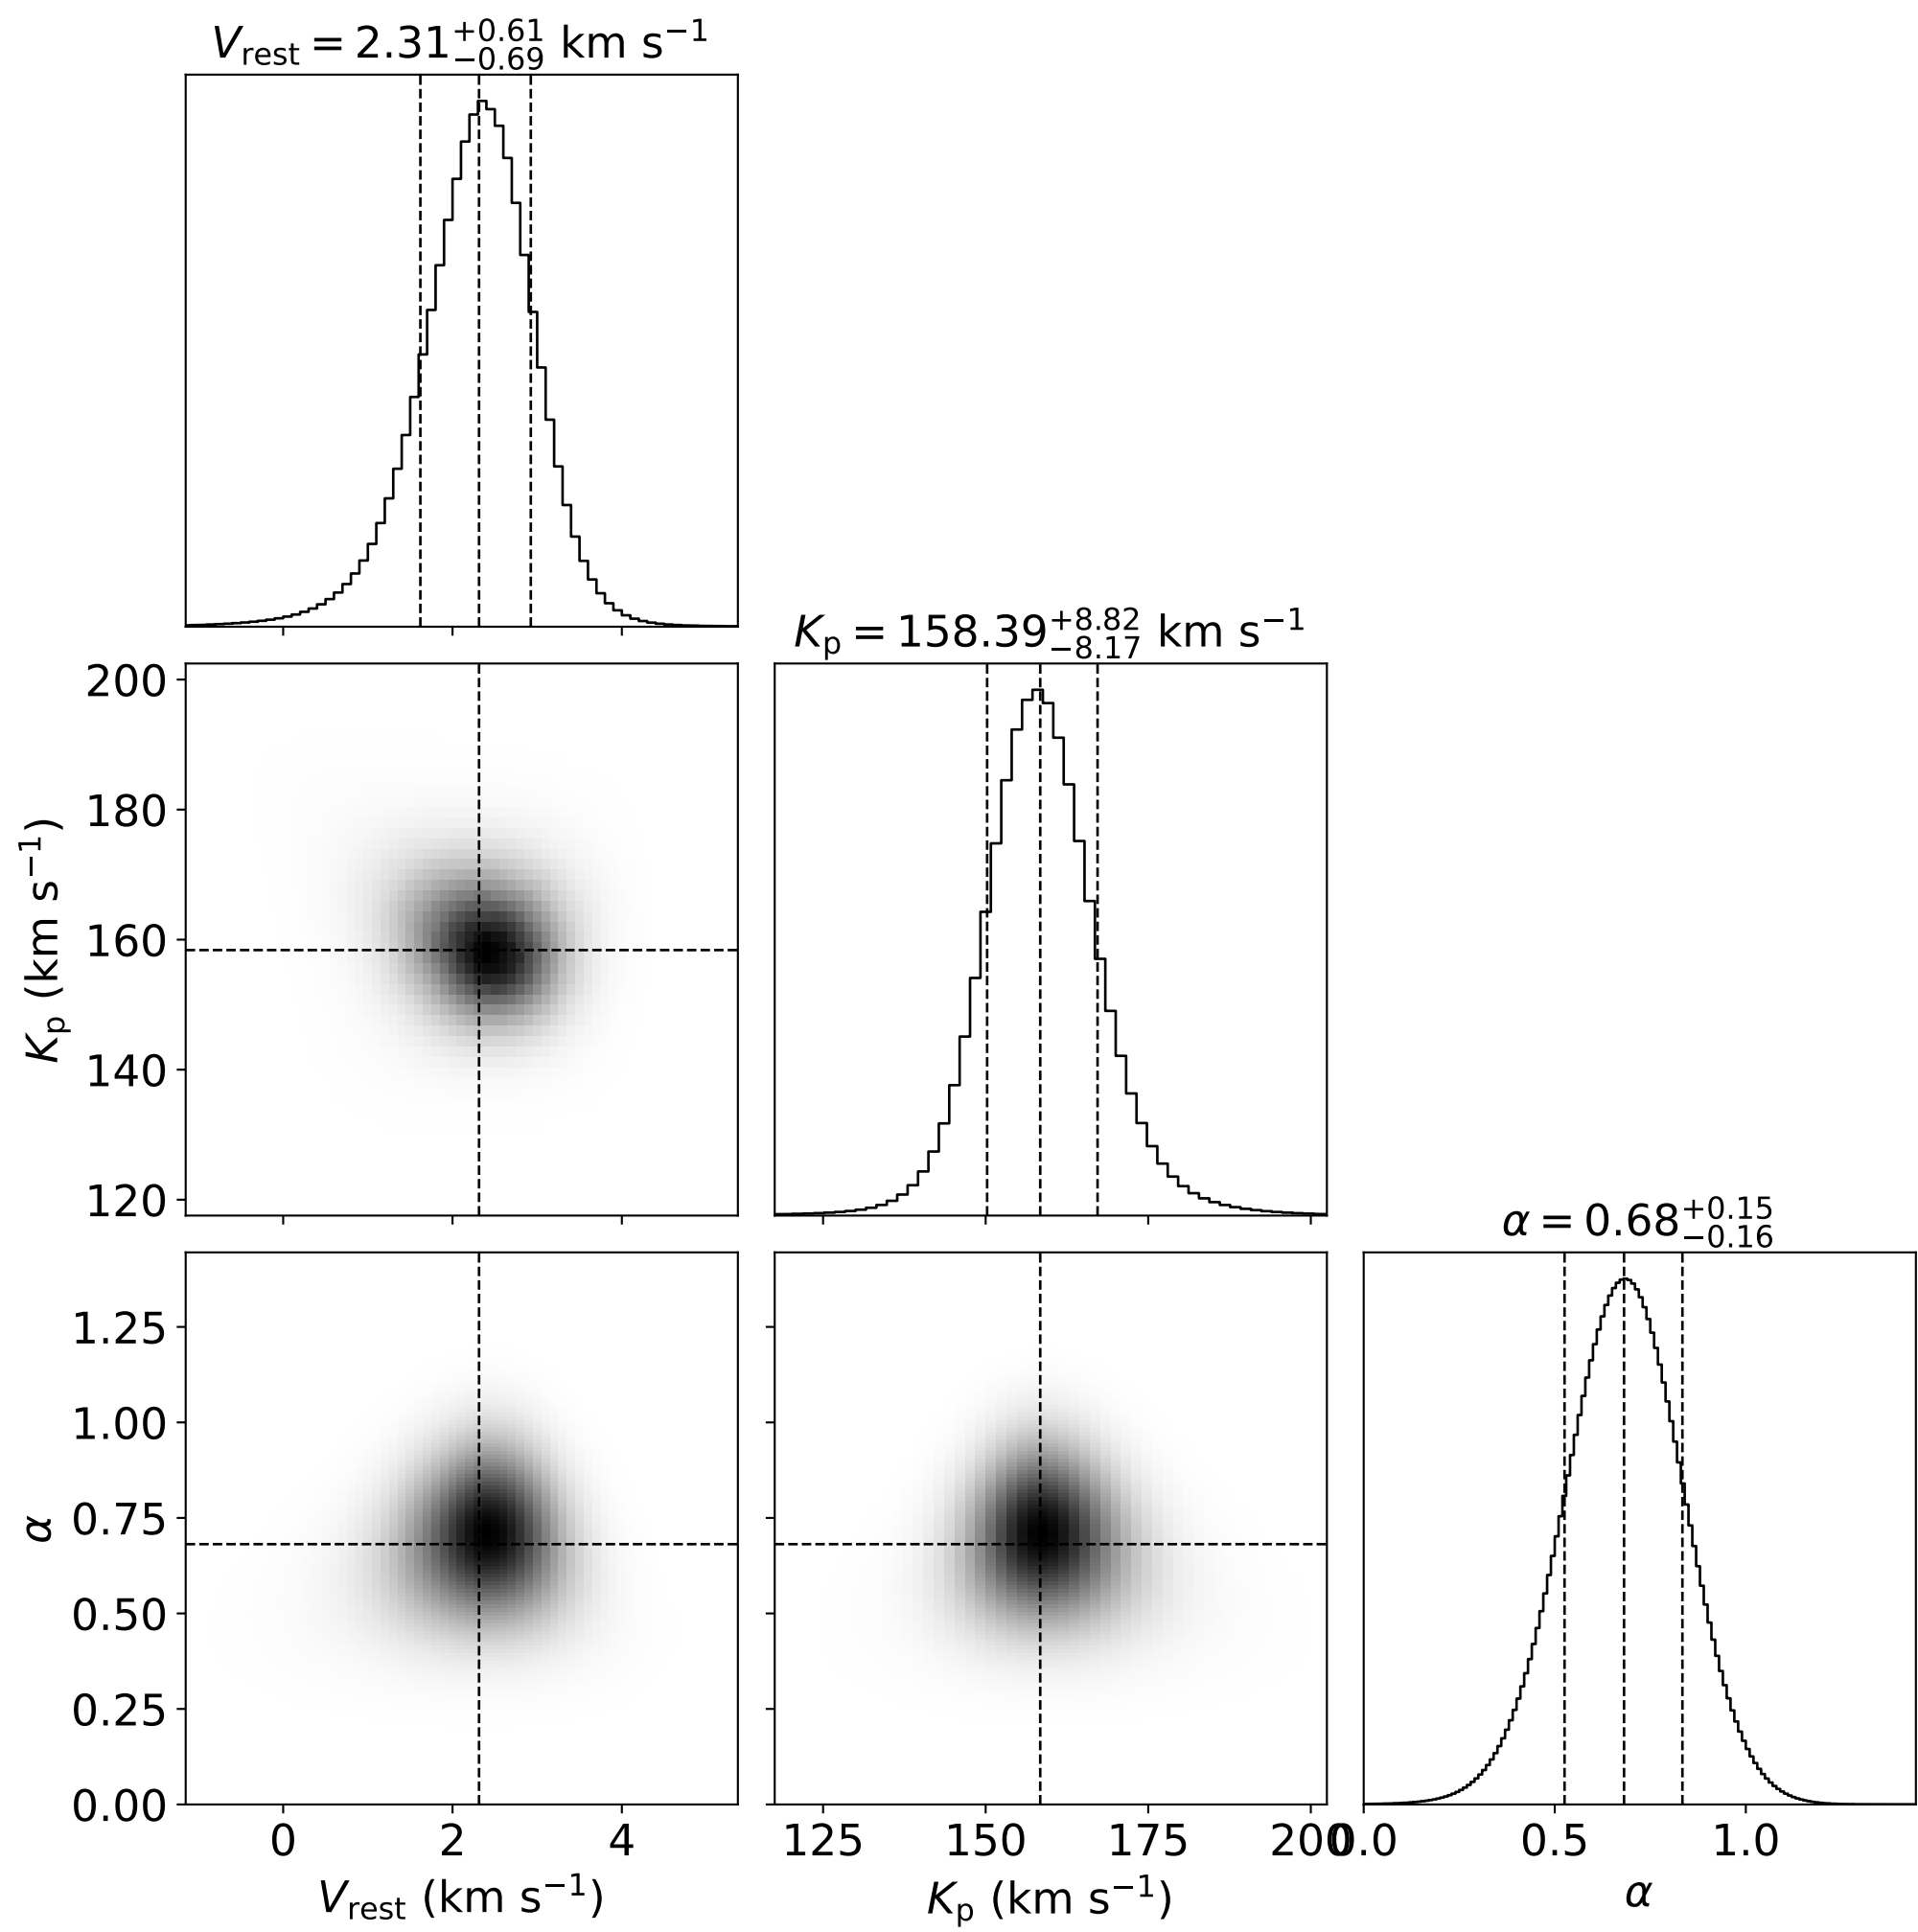 V_rest = 2.31^{+0.61}_{−0.69} km s^{−1}
K_p = 158.39^{+8.82}_{−8.17} km s^{−1}
200
180
160
140
120
K_p (km s^{−1})
α = 0.68^{+0.15}_{−0.16}
1.25
1.00
0.75
0.50
0.25
0.00
α
0 2 4
125 150 175 200
0.0 0.5 1.0
V_rest (km s^{−1})
K_p (km s^{−1})
α